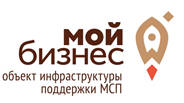 мой
бизнес
объект инфраструктуры
поддержки МСП